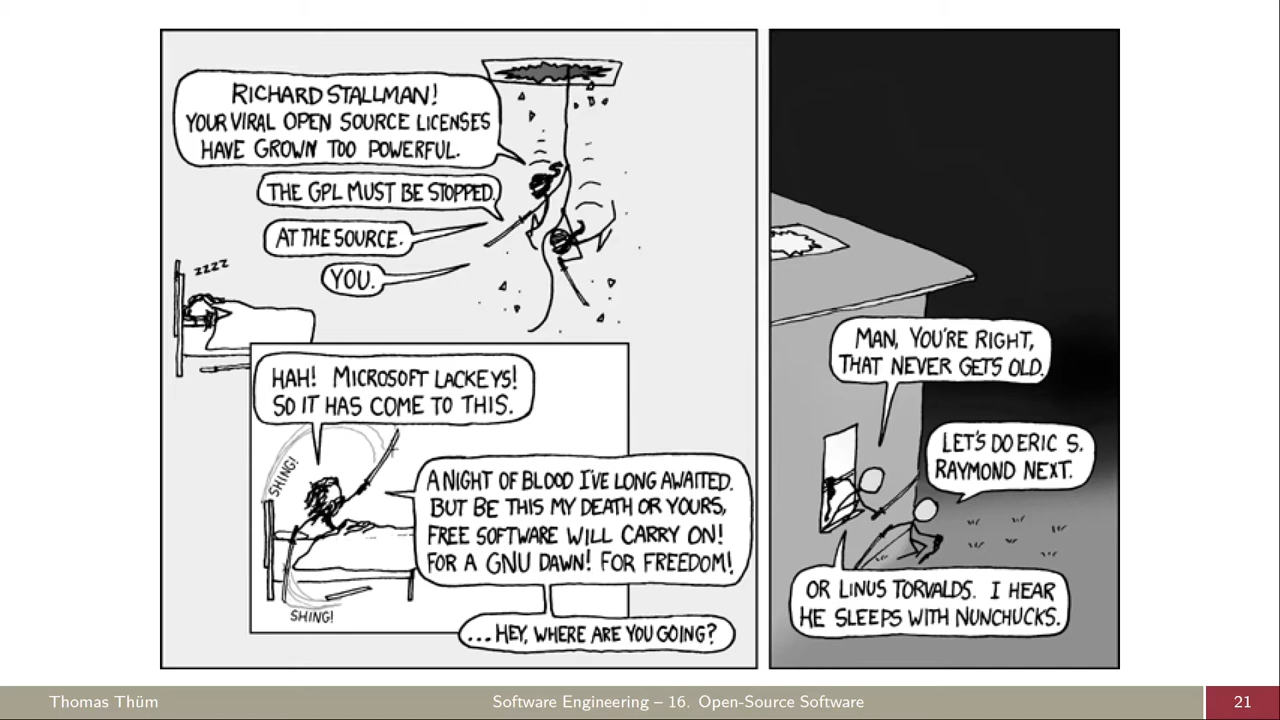 RICHARD STALLMAN!
YOUR VIRAL OPEN SOURCE LICENSES
HAVE GROWN TOO POWERFUL.
THE GPL MUST BE STOPPED.
AT THE SOURCE.
YOU.
ZZZZ
HAH! MICROSOFT LACKEYS!
SO IT HAS COME TO THIS.
SHING!
A NIGHT OF BLOOD I'VE LONG AWAITED.
BUT BE THIS MY DEATH OR YOURS,
FREE SOFTWARE WILL CARRY ON!
FOR A GNU DAWN! FOR FREEDOM!
SHING!
...HEY, WHERE ARE YOU GOING?
MAN, YOU'RE RIGHT,
THAT NEVER GETS OLD.
LET'S DO ERIC S.
RAYMOND NEXT.
OR LINUS TORVALDS. I HEAR
HE SLEEPS WITH NUNCHUCKS.
Thomas Thüm
Software Engineering – 16. Open-Source Software
21